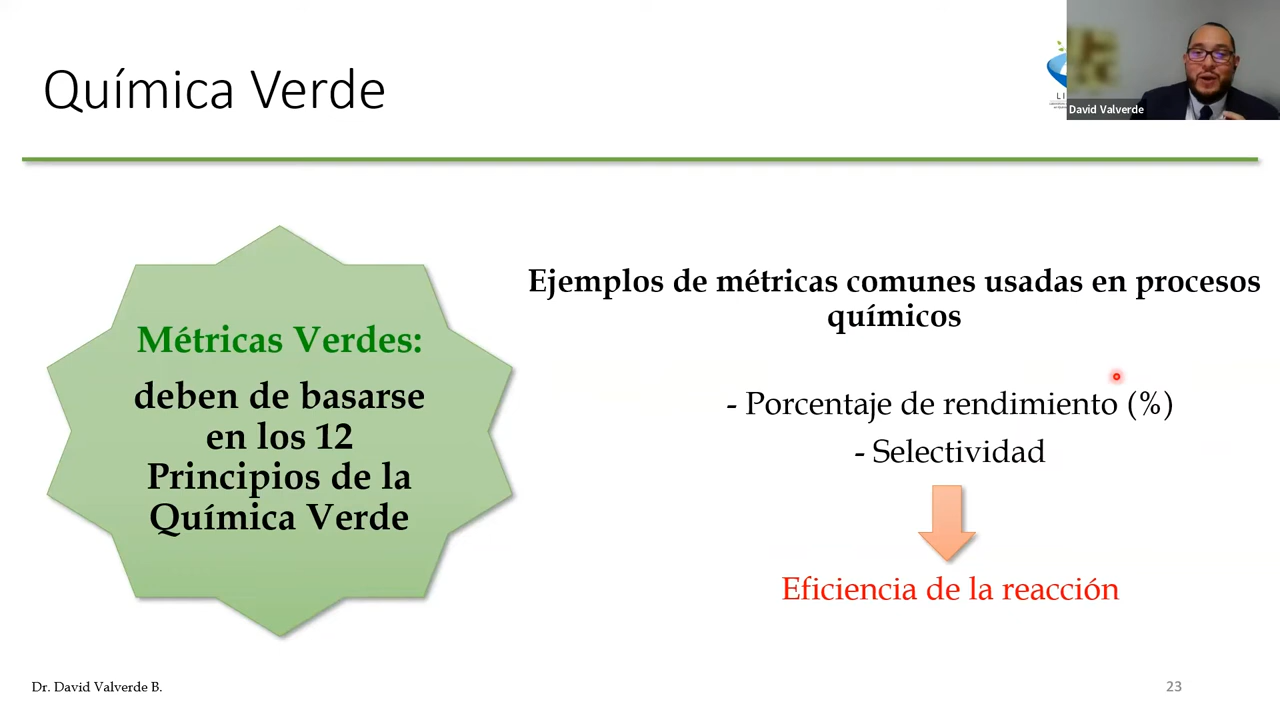 Química Verde
David Valverde
Métricas Verdes:
deben de basarse
en los 12
Principios de la
Química Verde
Ejemplos de métricas comunes usadas en procesos
químicos
- Porcentaje de rendimiento (%)
- Selectividad
Eficiencia de la reacción
Dr. David Valverde B.
23